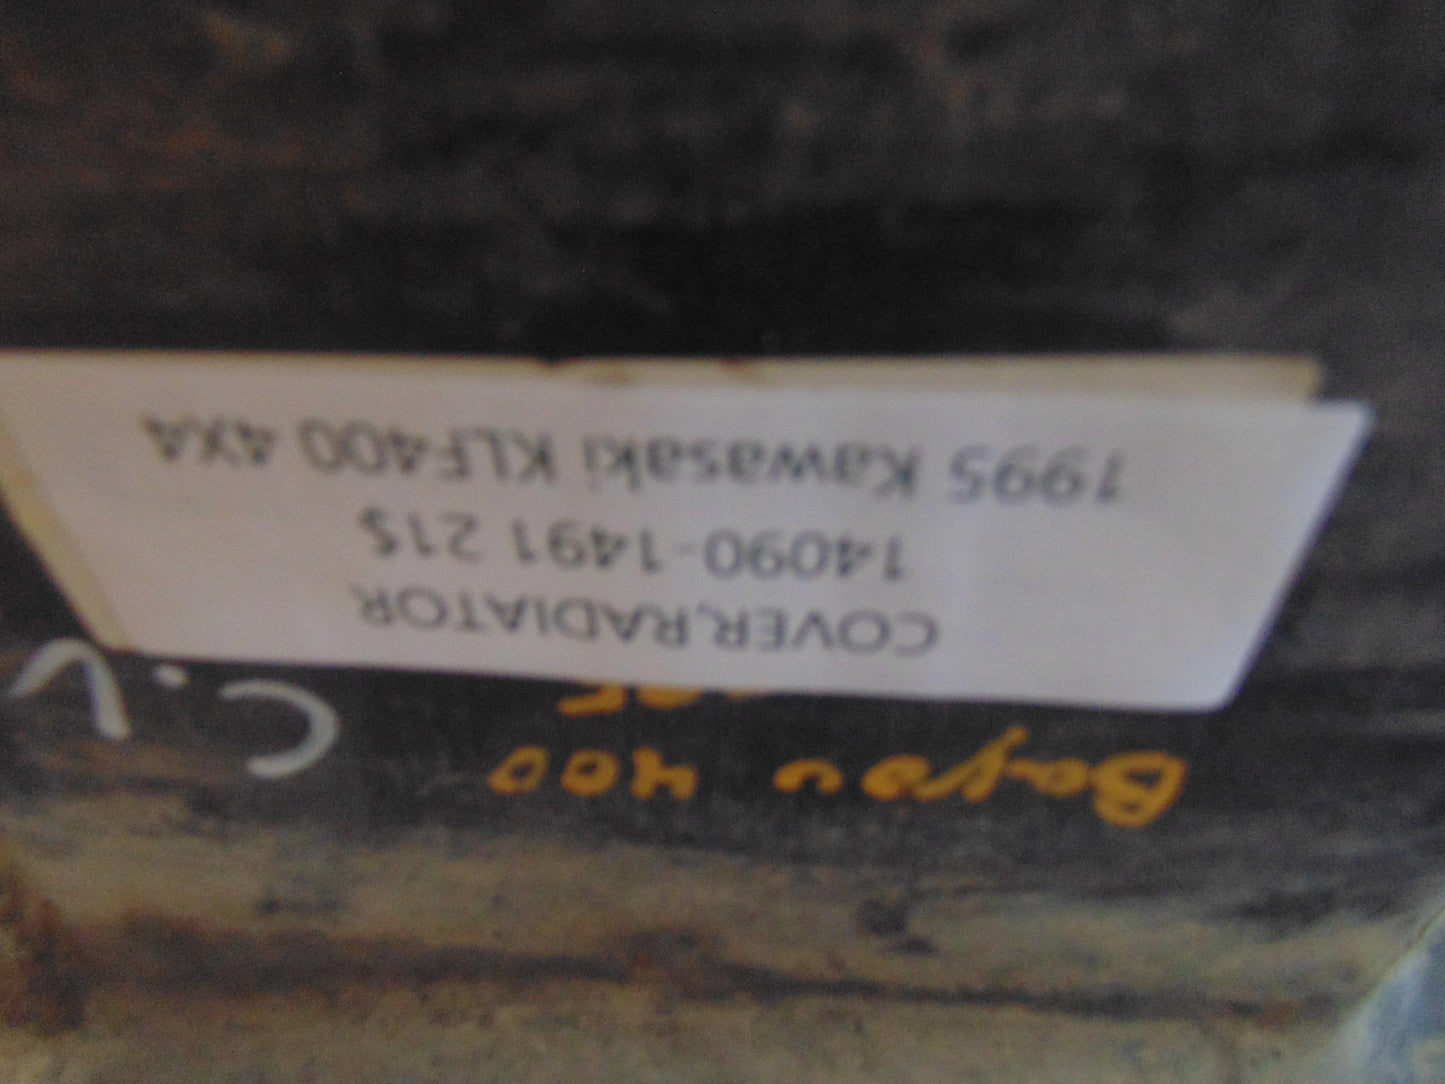 Bayou 400
COVER,RADIATOR
14090-1491 21$
1995 Kawasaki KLF400 4X4
C.V